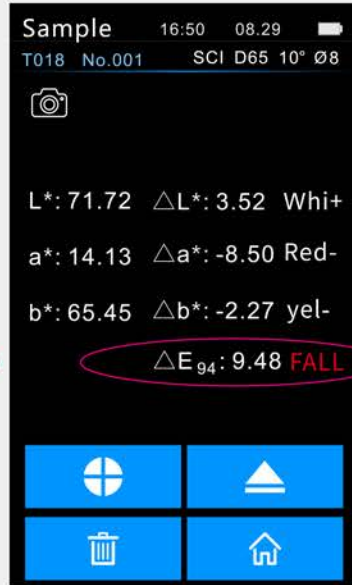 Sample 16:50 08.29
T018 No.001 SCI D65 10° Ø8
L*: 71.72 △L*: 3.52 Whi+
a*: 14.13 △a*: -8.50 Red-
b*: 65.45 △b*: -2.27 yel-
△E94: 9.48 FALL